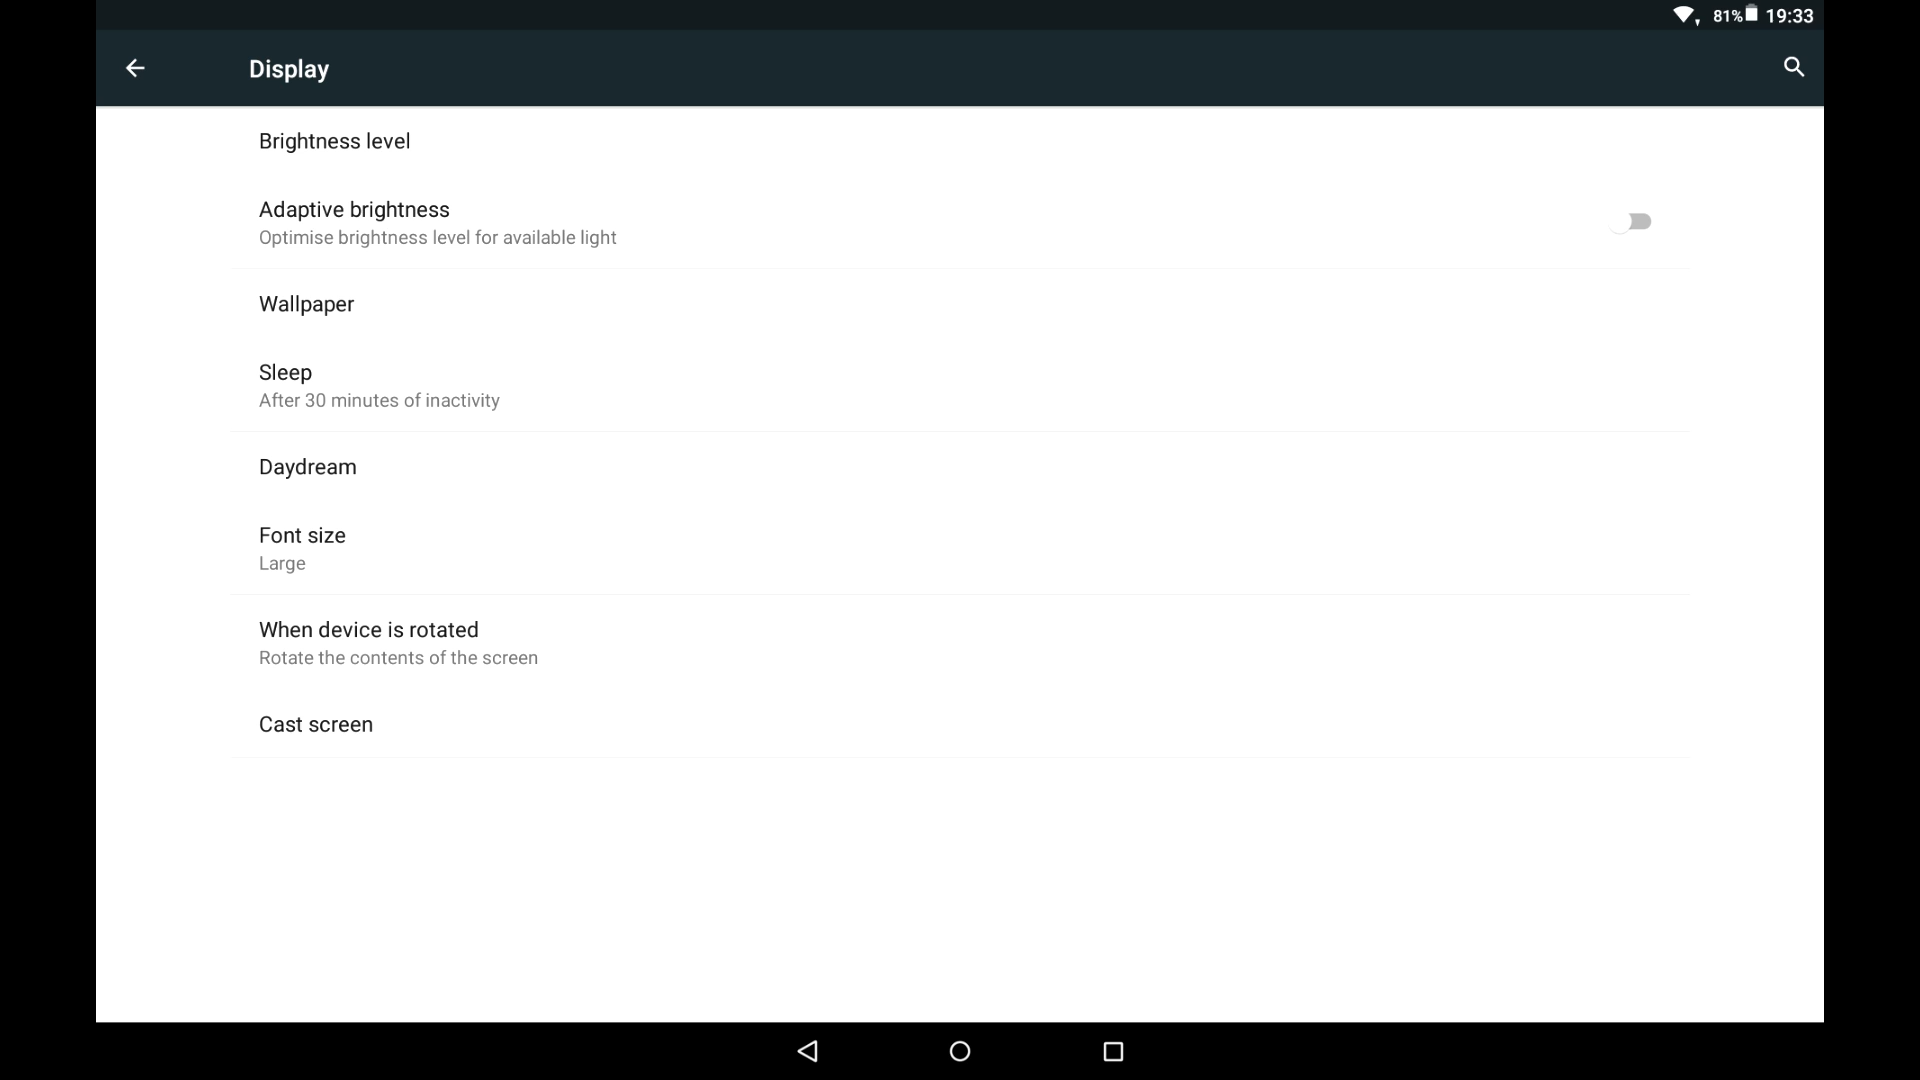 81% 19:33
Display
Brightness level
Adaptive brightness
Optimise brightness level for available light
Wallpaper
Sleep
After 30 minutes of inactivity
Daydream
Font size
Large
When device is rotated
Rotate the contents of the screen
Cast screen